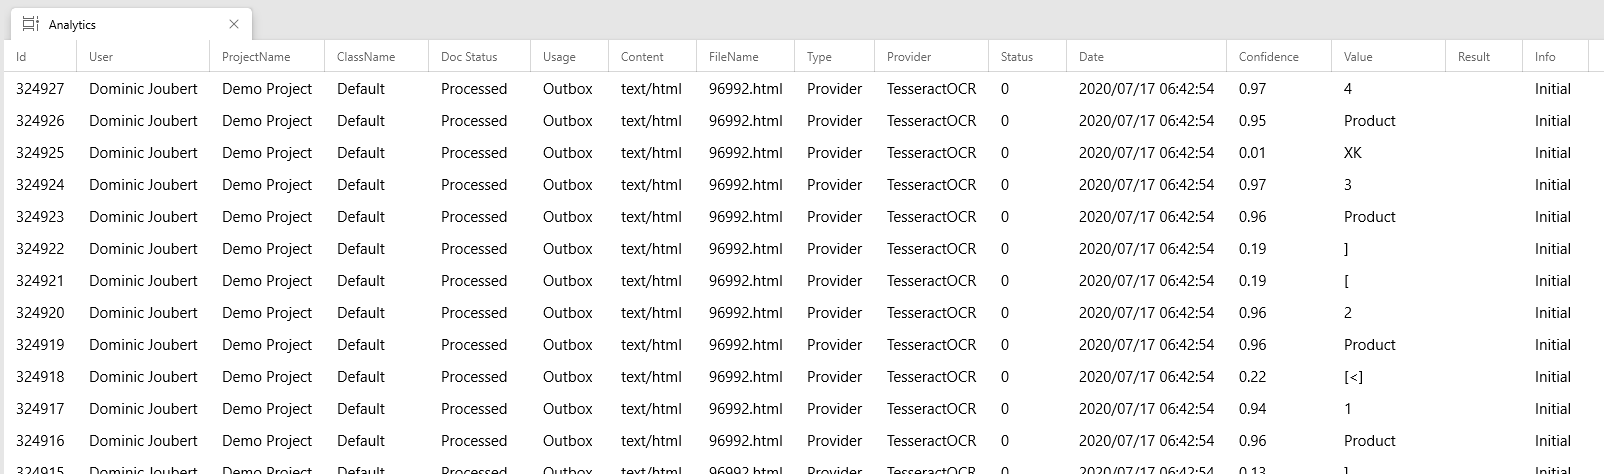 Analytics
Id User ProjectName ClassName Doc Status Usage Content FileName Type Provider Status Date Confidence Value Result Info
324927 Dominic Joubert Demo Project Default Processed Outbox text/html 96992.html Provider TesseractOCR 0 2020/07/17 06:42:54 0.97 4 Initial
324926 Dominic Joubert Demo Project Default Processed Outbox text/html 96992.html Provider TesseractOCR 0 2020/07/17 06:42:54 0.95 Product Initial
324925 Dominic Joubert Demo Project Default Processed Outbox text/html 96992.html Provider TesseractOCR 0 2020/07/17 06:42:54 0.01 XK Initial
324924 Dominic Joubert Demo Project Default Processed Outbox text/html 96992.html Provider TesseractOCR 0 2020/07/17 06:42:54 0.97 3 Initial
324923 Dominic Joubert Demo Project Default Processed Outbox text/html 96992.html Provider TesseractOCR 0 2020/07/17 06:42:54 0.96 Product Initial
324922 Dominic Joubert Demo Project Default Processed Outbox text/html 96992.html Provider TesseractOCR 0 2020/07/17 06:42:54 0.19 ] Initial
324921 Dominic Joubert Demo Project Default Processed Outbox text/html 96992.html Provider TesseractOCR 0 2020/07/17 06:42:54 0.19 [ Initial
324920 Dominic Joubert Demo Project Default Processed Outbox text/html 96992.html Provider TesseractOCR 0 2020/07/17 06:42:54 0.96 2 Initial
324919 Dominic Joubert Demo Project Default Processed Outbox text/html 96992.html Provider TesseractOCR 0 2020/07/17 06:42:54 0.96 Product Initial
324918 Dominic Joubert Demo Project Default Processed Outbox text/html 96992.html Provider TesseractOCR 0 2020/07/17 06:42:54 0.22 [<] Initial
324917 Dominic Joubert Demo Project Default Processed Outbox text/html 96992.html Provider TesseractOCR 0 2020/07/17 06:42:54 0.94 1 Initial
324916 Dominic Joubert Demo Project Default Processed Outbox text/html 96992.html Provider TesseractOCR 0 2020/07/17 06:42:54 0.96 Product Initial
324915 Dominic Joubert Demo Project Default Processed Outbox text/html 96992.html Provider TesseractOCR 0 2020/07/17 06:42:54 0.13 Initial